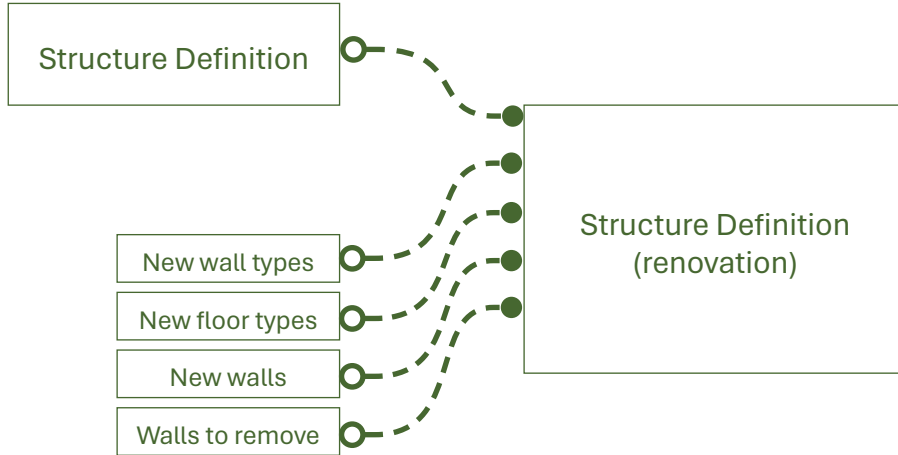 Structure Definition
Structure Definition
(renovation)
New wall types
New floor types
New walls
Walls to remove